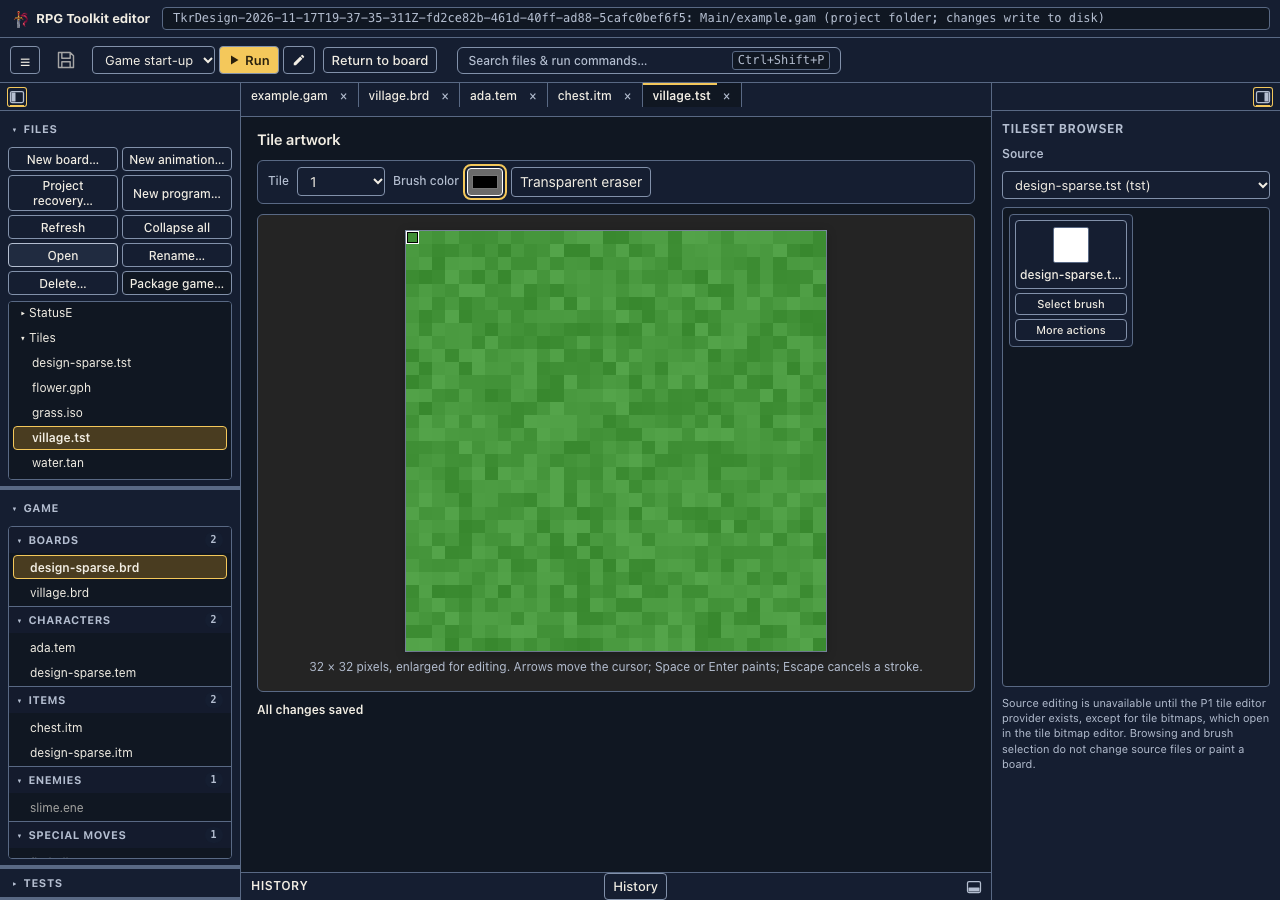 RPG Toolkit editor
TkrDesign-2026-11-17T19-37-35-311Z-fd2ce82b-461d-40ff-ad88-5cafc0bef6f5: Main/example.gam (project folder; changes write to disk)
Game start-up
Run
Return to board
Search files & run commands...
Ctrl+Shift+P
FILES
New board...
New animation...
Project recovery...
New program...
Refresh
Collapse all
Open
Rename...
Delete...
Package game...
StatusE
Tiles
design-sparse.tst
flower.gph
grass.iso
village.tst
water.tan
GAME
BOARDS 2
design-sparse.brd
village.brd
CHARACTERS 2
ada.tem
design-sparse.tem
ITEMS 2
chest.itm
design-sparse.itm
ENEMIES 1
slime.ene
SPECIAL MOVES 1
TESTS
example.gam ×
village.brd ×
ada.tem ×
chest.itm ×
village.tst ×
Tile artwork
Tile 1 Brush color Transparent eraser
32 × 32 pixels, enlarged for editing. Arrows move the cursor; Space or Enter paints; Escape cancels a stroke.
All changes saved
HISTORY
History
TILESET BROWSER
Source
design-sparse.tst (tst)
design-sparse.t...
Select brush
More actions
Source editing is unavailable until the P1 tile editor
provider exists, except for tile bitmaps, which open
in the tile bitmap editor. Browsing and brush
selection do not change source files or paint a
board.